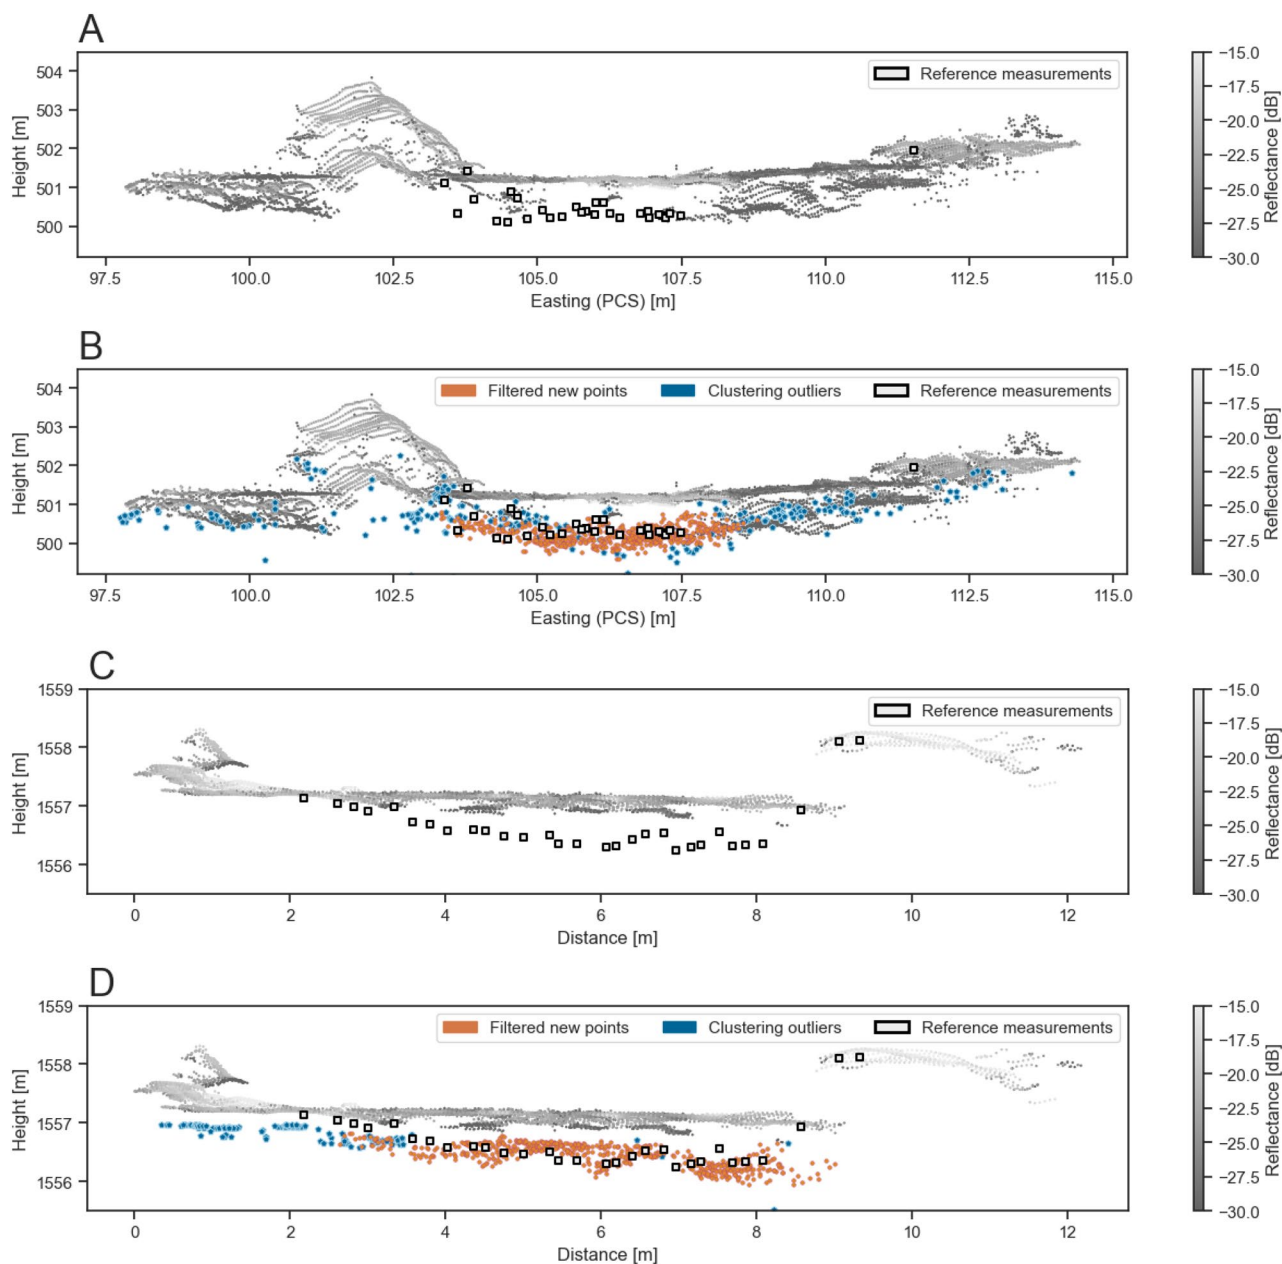 A
Reference measurements
504
503
502
501
500
Height [m]
97.5 100.0 102.5 105.0 107.5 110.0 112.5 115.0
Easting (PCS) [m]
−15.0
−17.5
−20.0
−22.5
−25.0
−27.5
−30.0
Reflectance [dB]
B
Filtered new points Clustering outliers Reference measurements
504
503
502
501
500
Height [m]
97.5 100.0 102.5 105.0 107.5 110.0 112.5 115.0
Easting (PCS) [m]
−15.0
−17.5
−20.0
−22.5
−25.0
−27.5
−30.0
Reflectance [dB]
C
Reference measurements
1559
1558
1557
1556
Height [m]
0 2 4 6 8 10 12
Distance [m]
−15.0
−17.5
−20.0
−22.5
−25.0
−27.5
−30.0
Reflectance [dB]
D
Filtered new points Clustering outliers Reference measurements
1559
1558
1557
1556
Height [m]
0 2 4 6 8 10 12
Distance [m]
−15.0
−17.5
−20.0
−22.5
−25.0
−27.5
−30.0
Reflectance [dB]